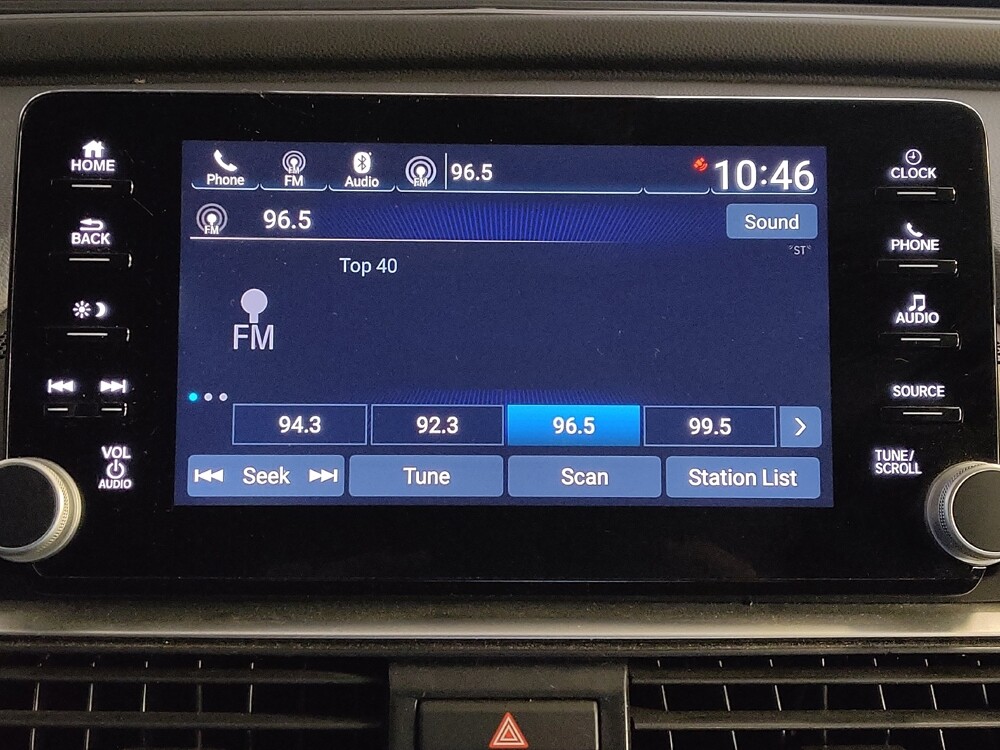 HOME
BACK
VOL
AUDIO
Phone
FM
Audio
FM
96.5
10:46
FM
96.5
Sound
ST
Top 40
FM
94.3
92.3
96.5
99.5
Seek
Tune
Scan
Station List
CLOCK
PHONE
AUDIO
SOURCE
TUNE/
SCROLL